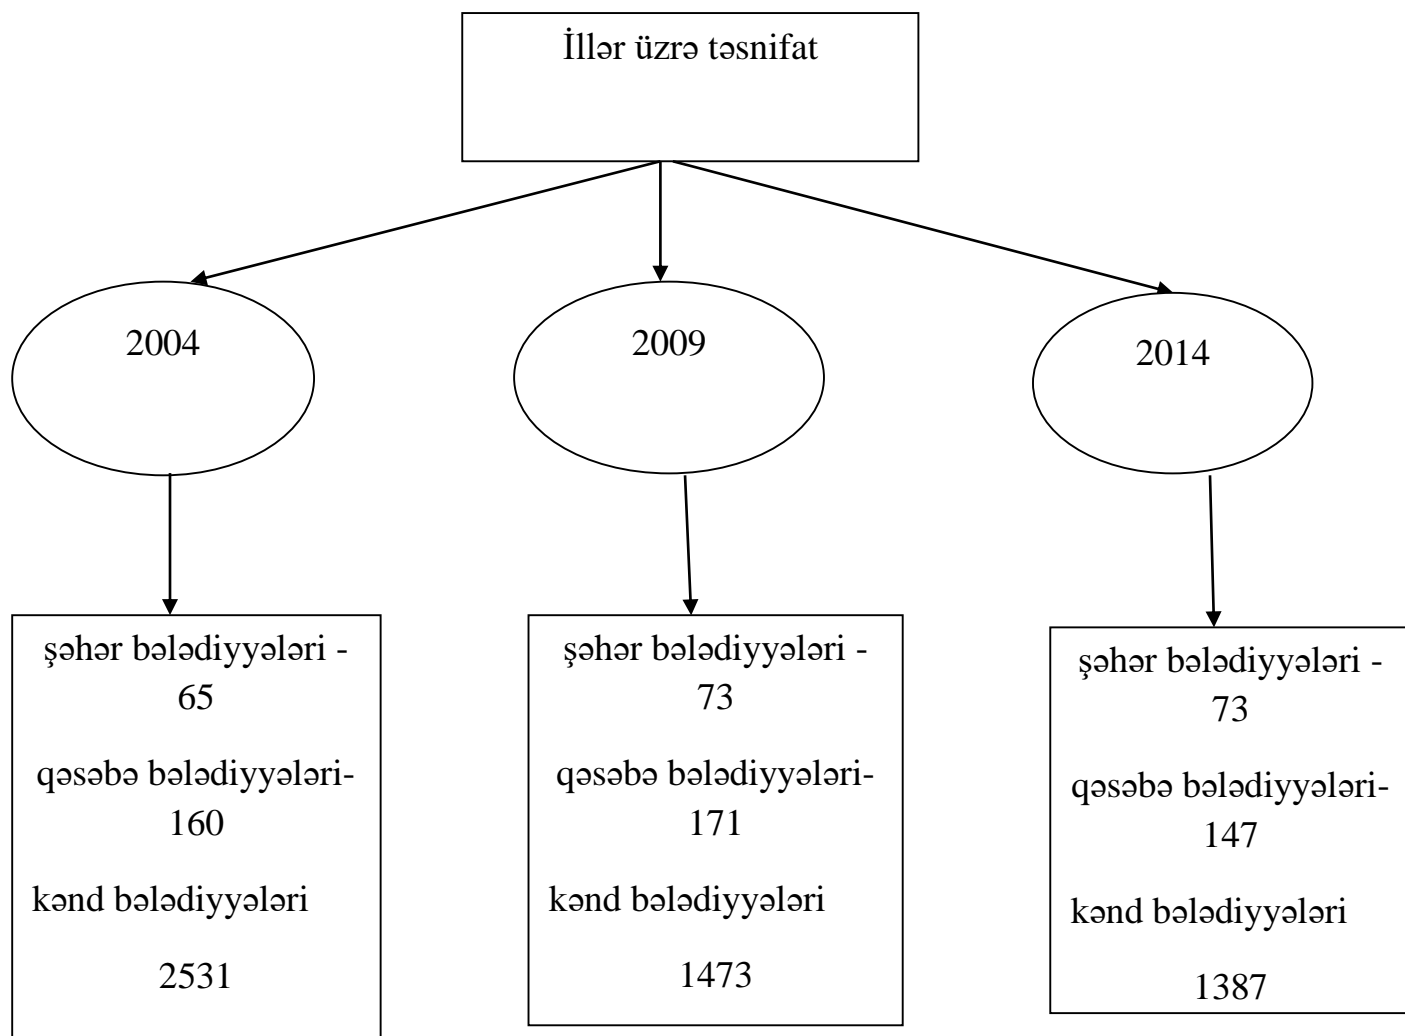 İllər üzrə təsnifat
2004
2009
2014
şəhər bələdiyyələri -
65
qəsəbə bələdiyyələri-
160
kənd bələdiyyələri
2531
şəhər bələdiyyələri -
73
qəsəbə bələdiyyələri-
171
kənd bələdiyyələri
1473
şəhər bələdiyyələri -
73
qəsəbə bələdiyyələri-
147
kənd bələdiyyələri
1387